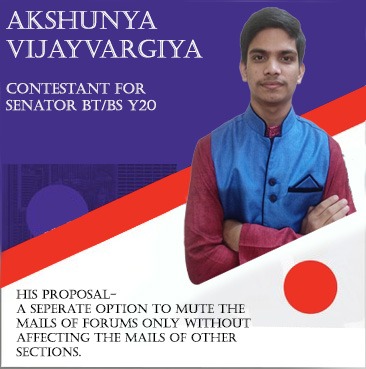 AKSHUNYA
VIJAYVARGIYA
CONTESTANT FOR
SENATOR BT/BS Y20
HIS PROPOSAL-
A SEPERATE OPTION TO MUTE THE
MAILS OF FORUMS ONLY WITHOUT
AFFECTING THE MAILS OF OTHER
SECTIONS.